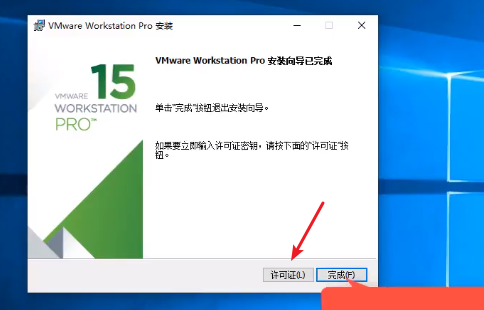 VMware Workstation Pro 安装
VMware Workstation Pro 安装向导已完成
15
VMWARE
WORKSTATION
PRO™
单击"完成"按钮退出安装向导。
如果要立即输入许可证密钥，请按下面的"许可证"按
钮。
许可证(L)
完成(F)